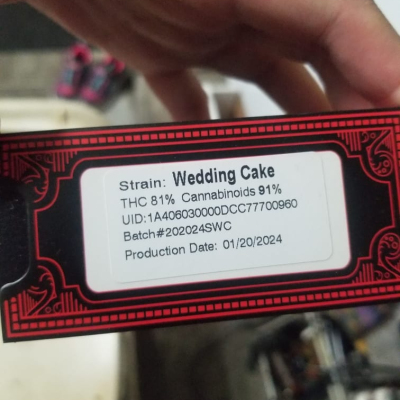 Strain: Wedding Cake
THC 81% Cannabinoids 91%
UID:1A406030000DCC77700960
Batch#202024SWC
Production Date: 01/20/2024